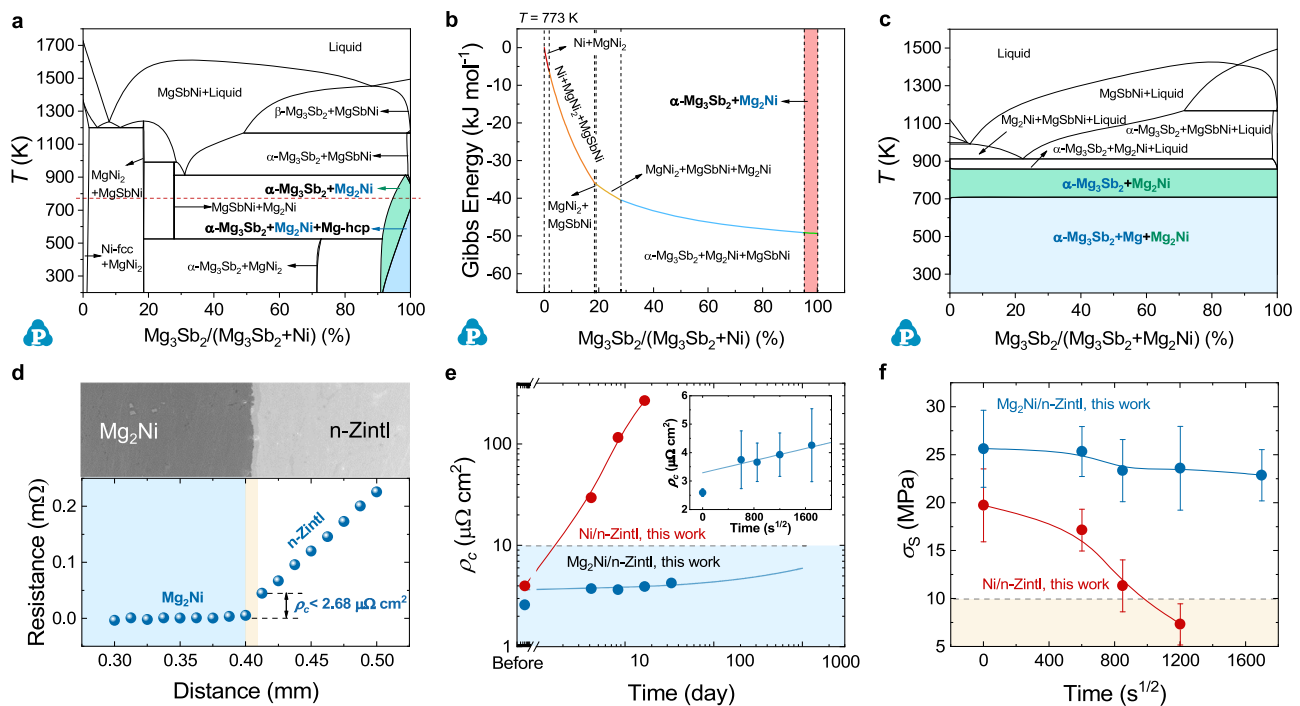 a
1700
1500
1300
1100
900
700
500
300
T (K)
Liquid
MgSbNi+Liquid
β-Mg₃Sb₂+MgSbNi
α-Mg₃Sb₂+MgSbNi
MgNi₂
+MgSbNi
α-Mg₃Sb₂+Mg₂Ni
MgSbNi+Mg₂Ni
α-Mg₃Sb₂+Mg₂Ni+Mg-hcp
Ni-fcc
+MgNi₂
α-Mg₃Sb₂+MgNi₂
0 20 40 60 80 100
Mg₃Sb₂/(Mg₃Sb₂+Ni) (%)
P
b
T = 773 K
0
-10
-20
-30
-40
-50
-60
Gibbs Energy (kJ mol⁻¹)
Ni+MgNi₂
Ni+MgNi₂+MgSbNi
α-Mg₃Sb₂+Mg₂Ni
MgNi₂+MgSbNi+Mg₂Ni
MgNi₂+
MgSbNi
α-Mg₃Sb₂+Mg₂Ni+MgSbNi
0 20 40 60 80 100
Mg₃Sb₂/(Mg₃Sb₂+Ni) (%)
P
c
1500
1300
1100
900
700
500
300
T (K)
Liquid
MgSbNi+Liquid
Mg₂Ni+MgSbNi+Liquid
α-Mg₃Sb₂+MgSbNi+Liquid
α-Mg₃Sb₂+Mg₂Ni+Liquid
α-Mg₃Sb₂+Mg₂Ni
α-Mg₃Sb₂+Mg+Mg₂Ni
0 20 40 60 80 100
Mg₃Sb₂/(Mg₃Sb₂+Mg₂Ni) (%)
P
d
Mg₂Ni
n-Zintl
0.2
0.1
0.0
Resistance (mΩ)
n-Zintl
Mg₂Ni
ρc< 2.68 μΩ cm²
0.30 0.35 0.40 0.45 0.50
Distance (mm)
e
100
10
1
ρc (μΩ cm²)
6
5
4
3
2
ρc (μΩ cm²)
0 800 1600
Time (s¹ᐟ²)
Ni/n-Zintl, this work
Mg₂Ni/n-Zintl, this work
Before
10 100 1000
Time (day)
f
30
25
20
15
10
5
σS (MPa)
Mg₂Ni/n-Zintl, this work
Ni/n-Zintl, this work
0 400 800 1200 1600
Time (s¹ᐟ²)